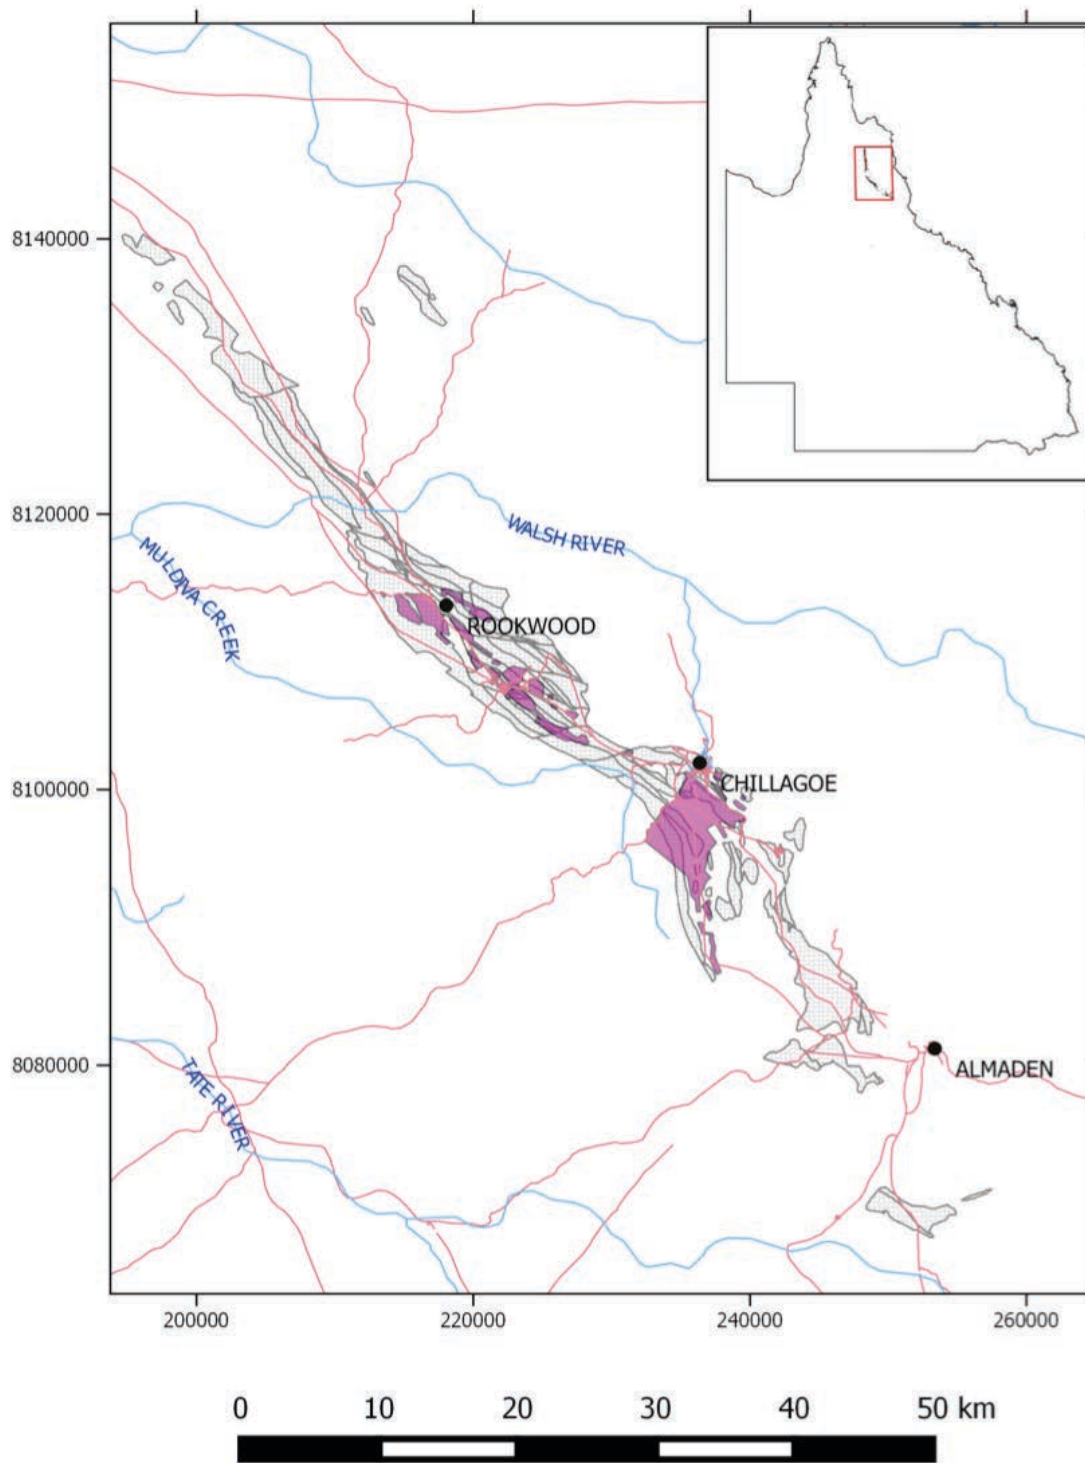 8140000
8120000
8100000
8080000
WALSH RIVER
MULDIVA CREEK
ROOKWOOD
CHILLAGOE
ALMADEN
TATE RIVER
200000
220000
240000
260000
0
10
20
30
40
50 km